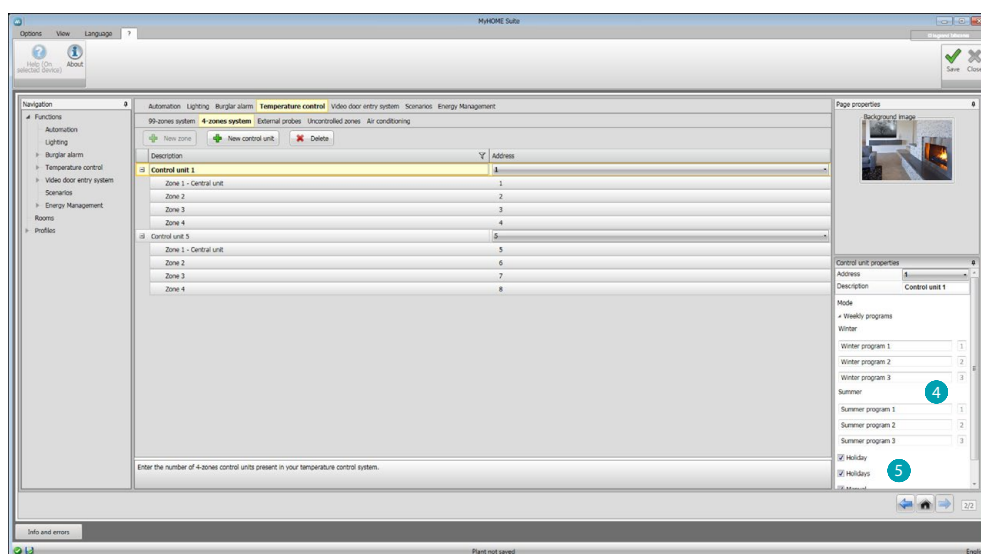 MyHOME Suite
Options View Language ?
Help (On selected device)
About
Save Close
Navigation
Functions
Automation
Lighting
Burglar alarm
Temperature control
Video door entry system
Scenarios
Energy Management
Rooms
Profiles
Automation Lighting Burglar alarm Temperature control Video door entry system Scenarios Energy Management
99-zones system 4-zones system External probes Uncontrolled zones Air conditioning
New zone New control unit Delete
Description Address
Control unit 1 1
Zone 1 - Central unit 1
Zone 2 2
Zone 3 3
Zone 4 4
Control unit 5 5
Zone 1 - Central unit 5
Zone 2 6
Zone 3 7
Zone 4 8
Enter the number of 4-zones control units present in your temperature control system.
Page properties
Background image
Control unit properties
Address 1
Description Control unit 1
Mode
Weekly programs
Winter
Winter program 1 1
Winter program 2 2
Winter program 3 3
Summer
4
Summer program 1 1
Summer program 2 2
Summer program 3 3
Holiday
Holidays
5
Manual
2/2
Info and errors
Plant not saved